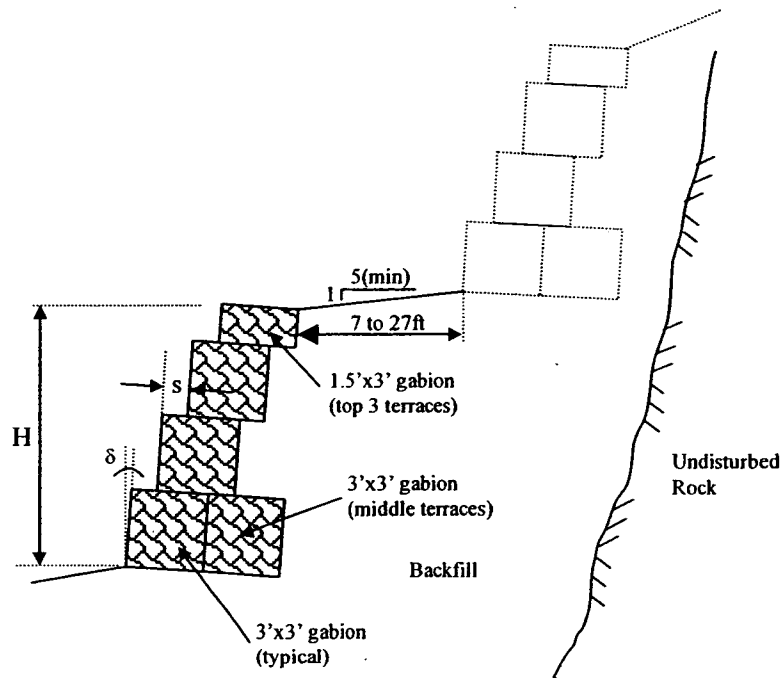 5(min)
1
7 to 27ft
1.5'x3' gabion
(top 3 terraces)
s
H
δ
3'x3' gabion
(middle terraces)
Undisturbed
Rock
Backfill
3'x3' gabion
(typical)